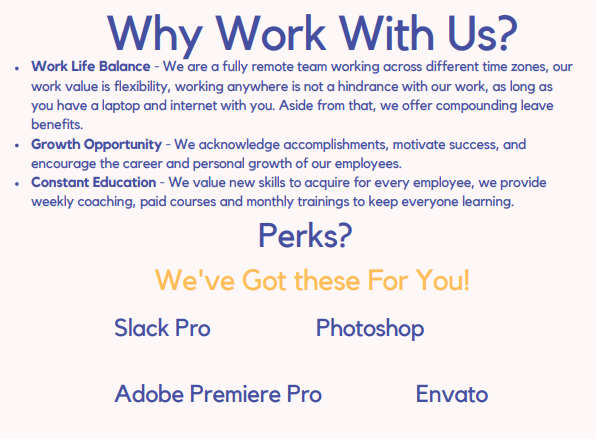 Why Work With Us?
• Work Life Balance - We are a fully remote team working across different time zones, our
work value is flexibility, working anywhere is not a hindrance with our work, as long as
you have a laptop and internet with you. Aside from that, we offer compounding leave
benefits.
• Growth Opportunity - We acknowledge accomplishments, motivate success, and
encourage the career and personal growth of our employees.
• Constant Education - We value new skills to acquire for every employee, we provide
weekly coaching, paid courses and monthly trainings to keep everyone learning.
Perks?
We've Got these For You!
Slack Pro Photoshop
Adobe Premiere Pro Envato